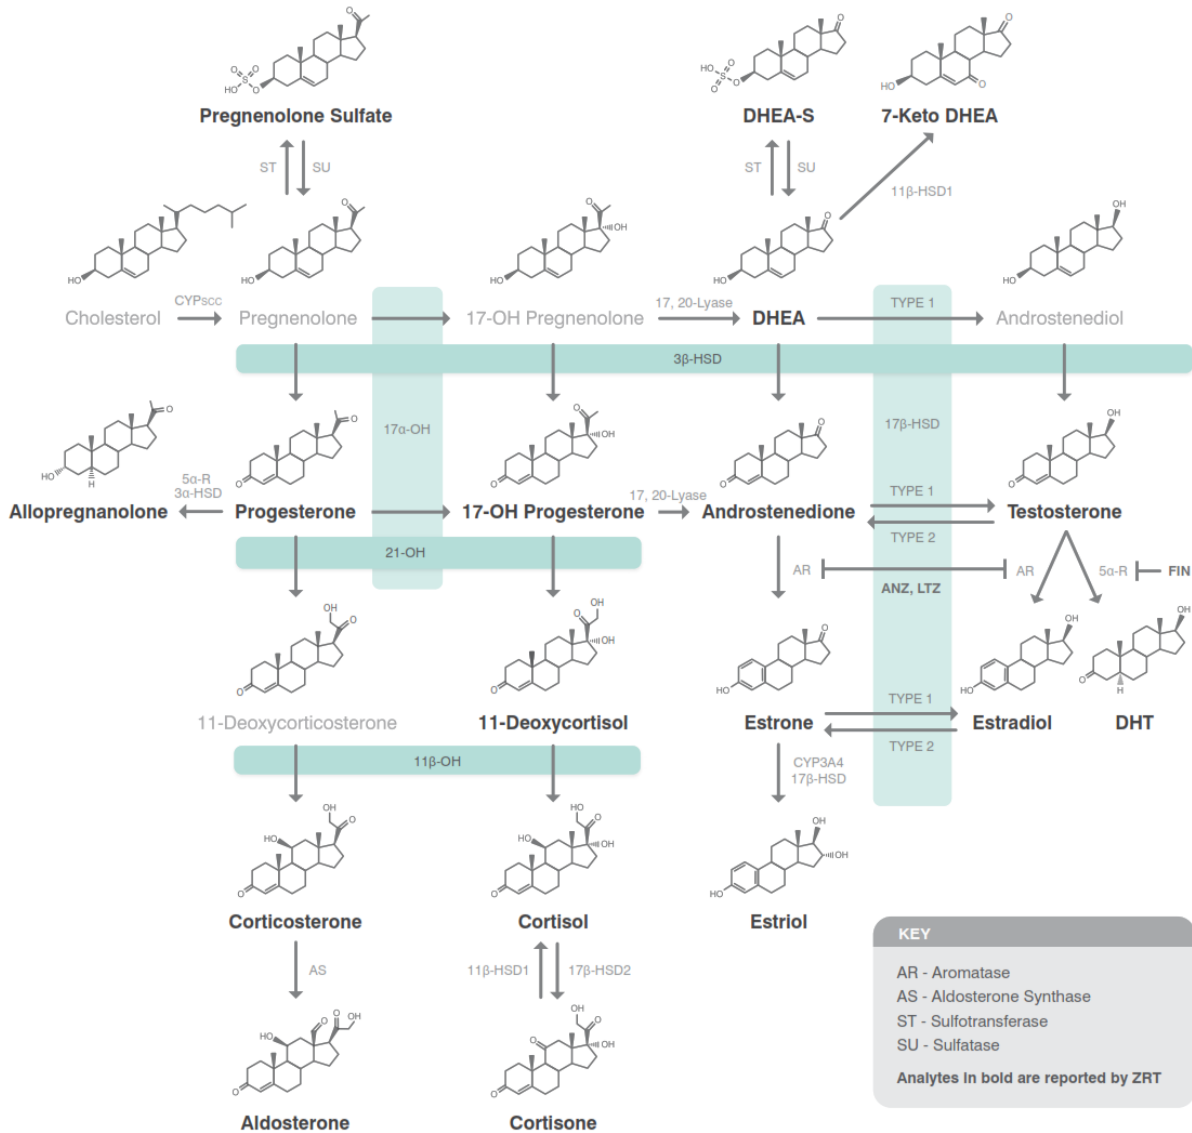 Pregnenolone Sulfate
DHEA-S
7-Keto DHEA
ST
SU
ST
SU
11β-HSD1
CYPscc
17, 20-Lyase
TYPE 1
Cholesterol
Pregnenolone
17-OH Pregnenolone
DHEA
Androstenediol
3β-HSD
17α-OH
17β-HSD
5α-R
3α-HSD
17, 20-Lyase
TYPE 1
Allopregnanolone
Progesterone
17-OH Progesterone
Androstenedione
Testosterone
TYPE 2
21-OH
AR
ANZ, LTZ
AR
5α-R
FIN
11-Deoxycorticosterone
11-Deoxycortisol
Estrone
TYPE 1
Estradiol
DHT
TYPE 2
11β-OH
CYP3A4
17β-HSD
Corticosterone
Cortisol
Estriol
AS
11β-HSD1
17β-HSD2
Aldosterone
Cortisone
KEY
AR - Aromatase
AS - Aldosterone Synthase
ST - Sulfotransferase
SU - Sulfatase
Analytes in bold are reported by ZRT